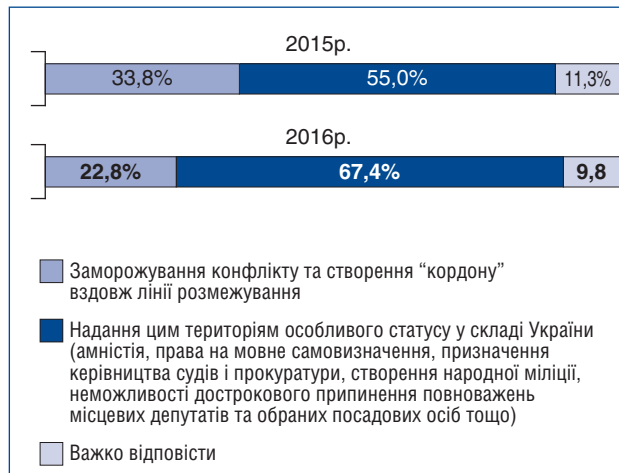 2015р.
33,8% 55,0% 11,3%
2016р.
22,8% 67,4% 9,8
Заморожування конфлікту та створення “кордону”
вздовж лінії розмежування
Надання цим територіям особливого статусу у складі України
(амністія, права на мовне самовизначення, призначення
керівництва судів і прокуратури, створення народної міліції,
неможливості дострокового припинення повноважень
місцевих депутатів та обраних посадових осіб тощо)
Важко відповісти